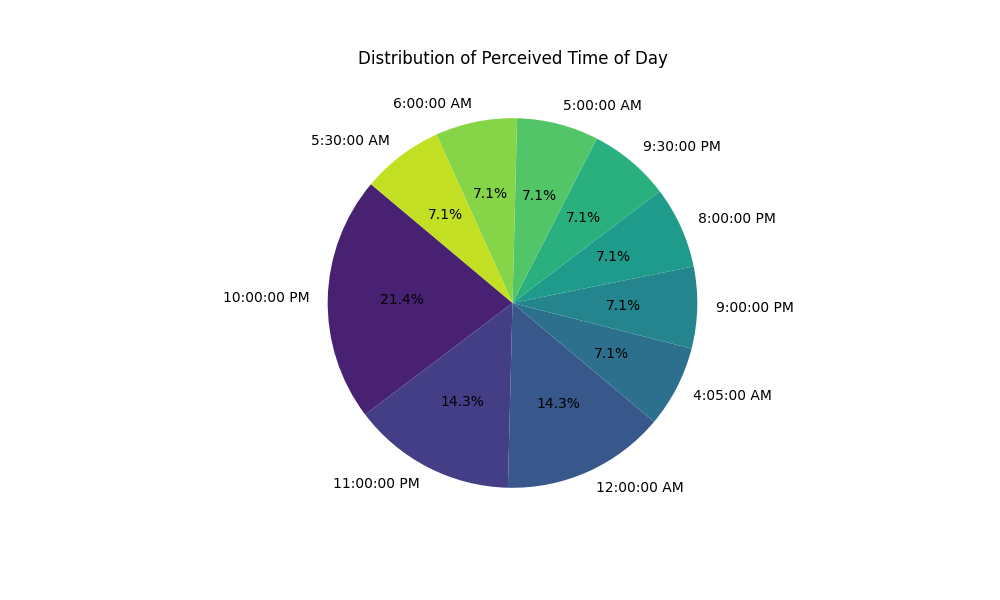 Distribution of Perceived Time of Day
6:00:00 AM
5:00:00 AM
5:30:00 AM
9:30:00 PM
7.1%
7.1%
7.1%
7.1%
8:00:00 PM
7.1%
10:00:00 PM
21.4%
7.1%
9:00:00 PM
7.1%
4:05:00 AM
14.3%
14.3%
11:00:00 PM
12:00:00 AM